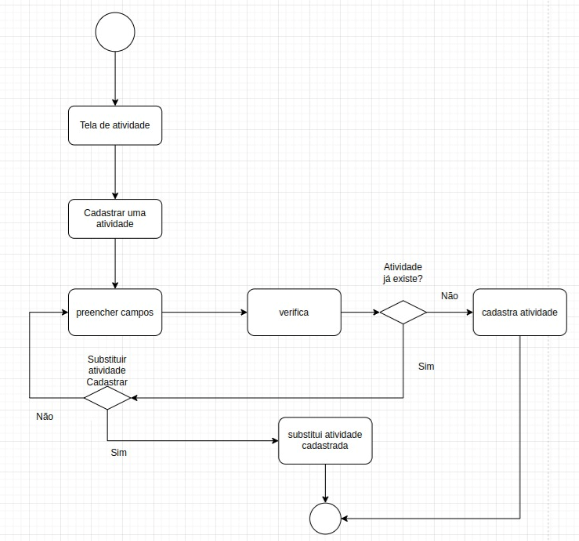 Tela de atividade
Cadastrar uma
atividade
preencher campos
verifica
Atividade
já existe?
Não
cadastra atividade
Sim
Substituir
atividade
Cadastrar
Não
Sim
substitui atividade
cadastrada